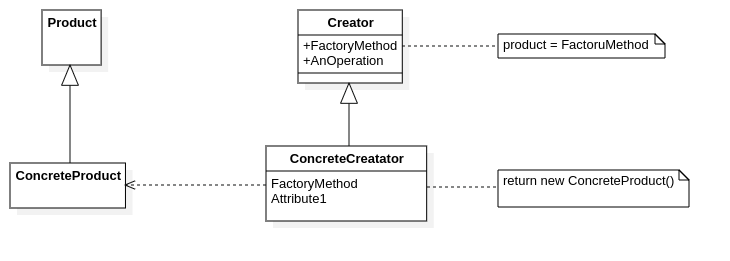 Product
Creator
+FactoryMethod
+AnOperation
product = FactoruMethod
ConcreteProduct
ConcreteCreatator
FactoryMethod
Attribute1
return new ConcreteProduct()